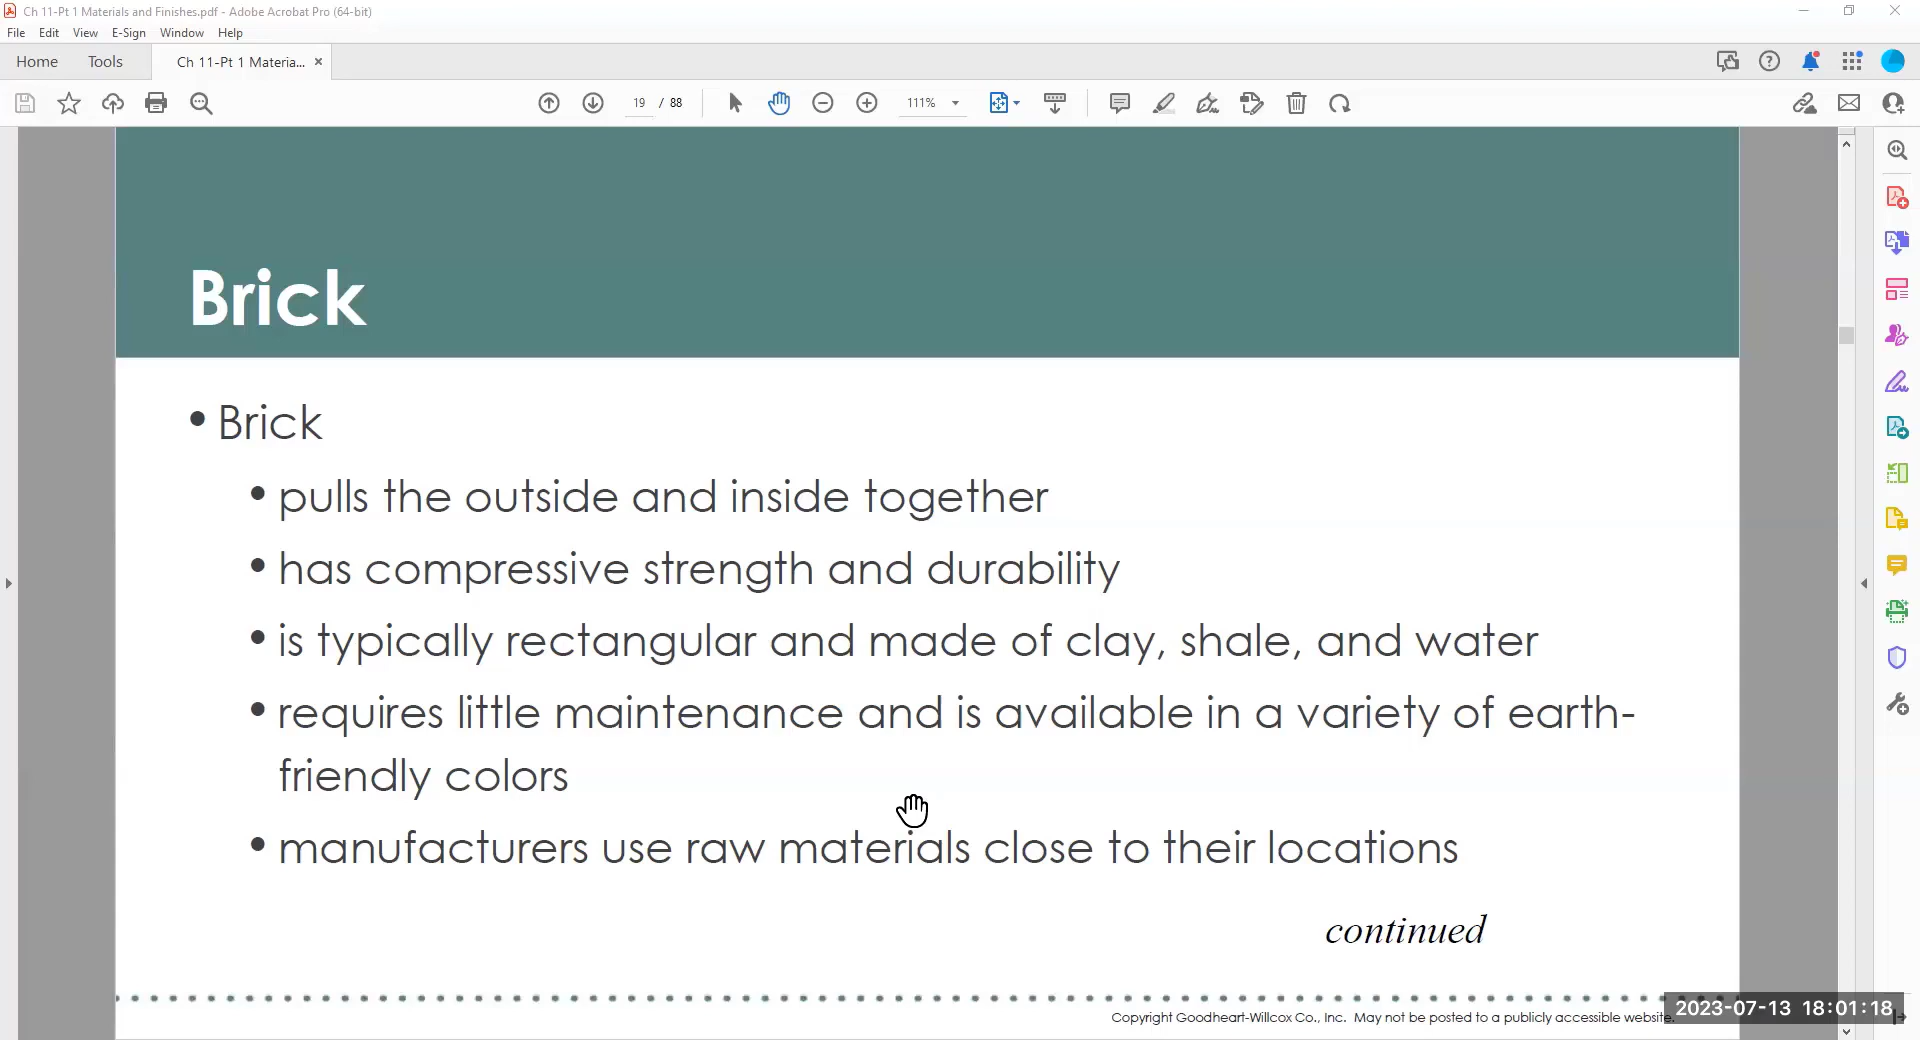 Ch 11-Pt 1 Materials and Finishes.pdf - Adobe Acrobat Pro (64-bit)
File Edit View E-Sign Window Help
Home Tools Ch 11-Pt 1 Materia... ×
19 / 88 111%
Brick
• Brick
• pulls the outside and inside together
• has compressive strength and durability
• is typically rectangular and made of clay, shale, and water
• requires little maintenance and is available in a variety of earth-
friendly colors
• manufacturers use raw materials close to their locations
continued
Copyright Goodheart-Willcox Co., Inc. May not be posted to a publicly accessible website.
2023-07-13 18:01:18